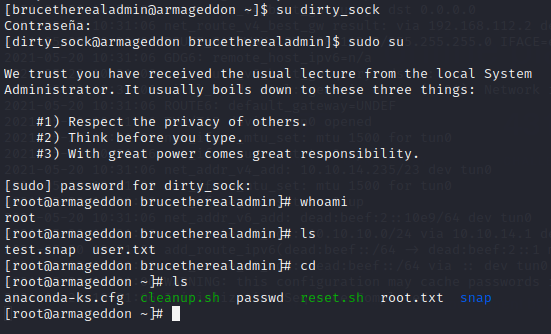 [brucetherealadmin@armageddon ~]$ su dirty_sock
Contraseña:
[dirty_sock@armageddon brucetherealadmin]$ sudo su

We trust you have received the usual lecture from the local System
Administrator. It usually boils down to these three things:

    #1) Respect the privacy of others.
    #2) Think before you type.
    #3) With great power comes great responsibility.

[sudo] password for dirty_sock:
[root@armageddon brucetherealadmin]# whoami
root
[root@armageddon brucetherealadmin]# ls
test.snap  user.txt
[root@armageddon brucetherealadmin]# cd
[root@armageddon ~]# ls
anaconda-ks.cfg  cleanup.sh  passwd  reset.sh  root.txt  snap
[root@armageddon ~]#